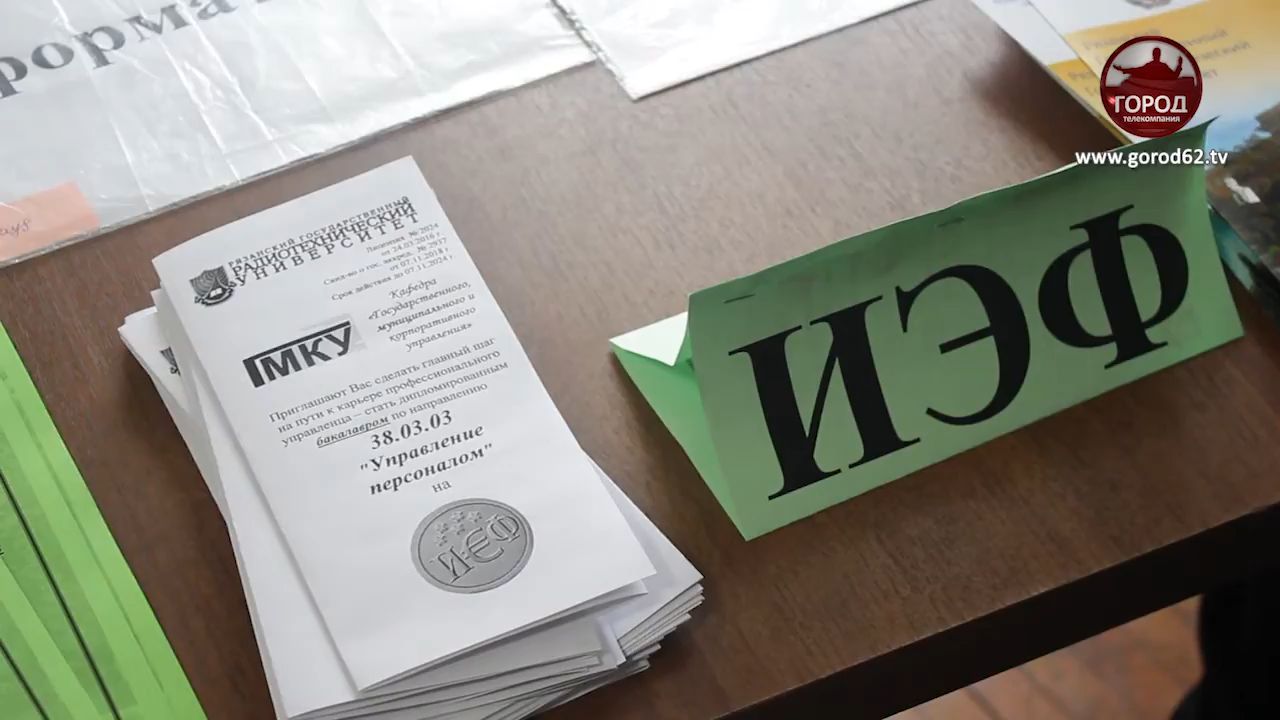 ГОРОД
телекомпания
www.gorod62.tv
РЯЗАНСКИЙ ГОСУДАРСТВЕННЫЙ
РАДИОТЕХНИЧЕСКИЙ
УНИВЕРСИТЕТ
Лицензия № 2024
от 24.03.2016 г.
Свид-во о гос. аккред. № 2937
от 07.11.2018 г
Срок действия до 07.11.2024 г.
Кафедра
«Государственного,
муниципального и
корпоративного
управления»
ГМКУ
Приглашают Вас сделать главный шаг
на пути к карьере профессионального
управленца – стать дипломированным
бакалавром по направлению
38.03.03
"Управление
персоналом"
на
ИЕФ
ИЭФ